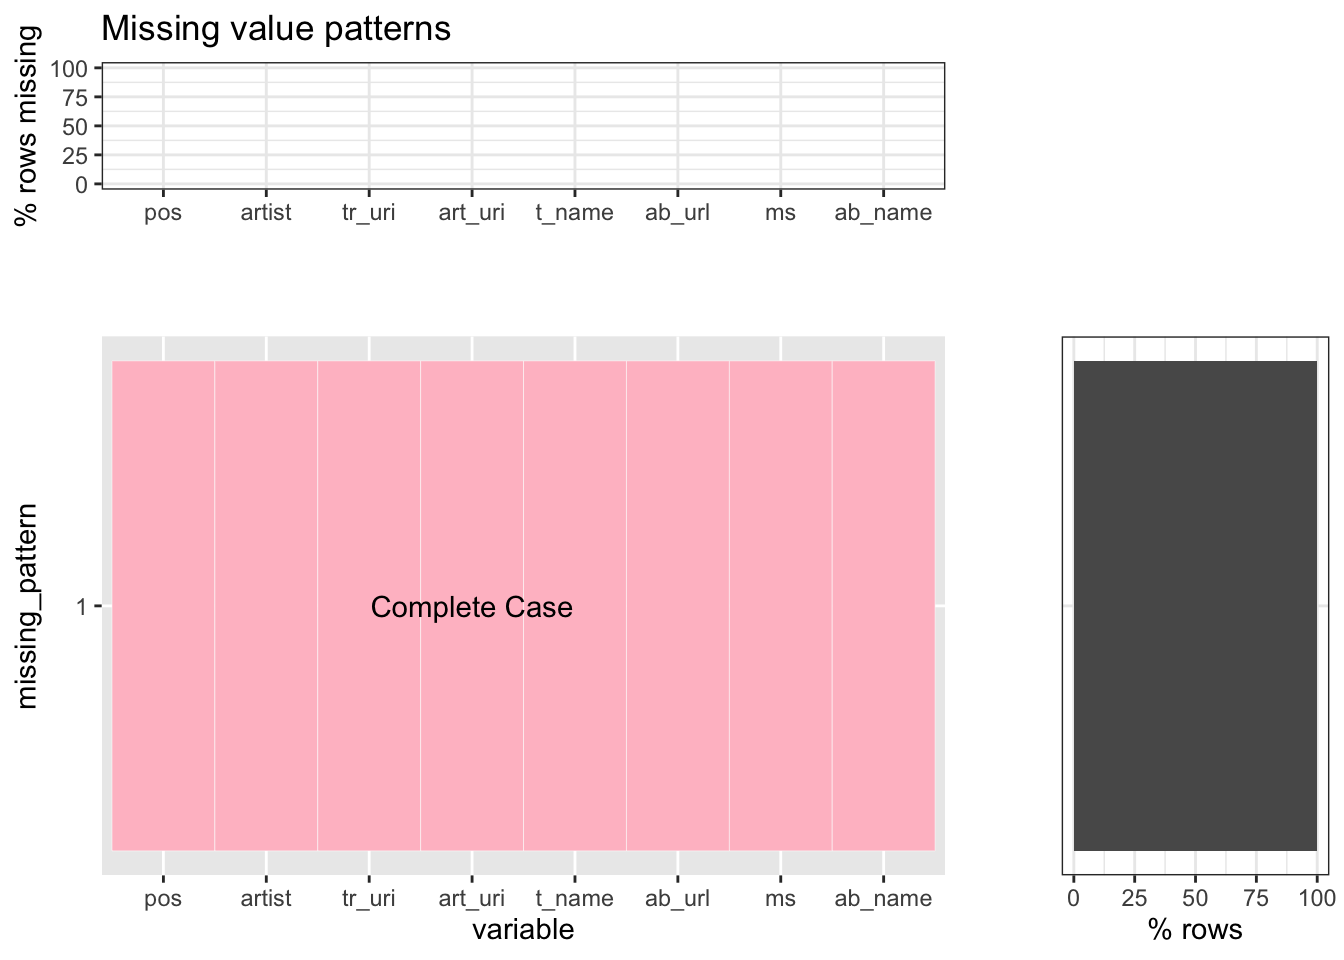 Missing value patterns
% rows missing
100
75
50
25
0
pos artist tr_uri art_uri t_name ab_url ms ab_name
missing_pattern
1
Complete Case
pos artist tr_uri art_uri t_name ab_url ms ab_name
variable
0 25 50 75 100
% rows